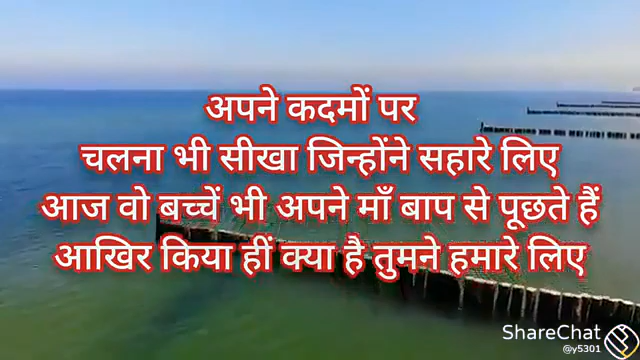 अपने कदमों पर
चलना भी सीखा जिन्होंने सहारे लिए
आज वो बच्चें भी अपने माँ बाप से पूछते हैं
आखिर किया हीं क्या है तुमने हमारे लिए
ShareChat
@y5301